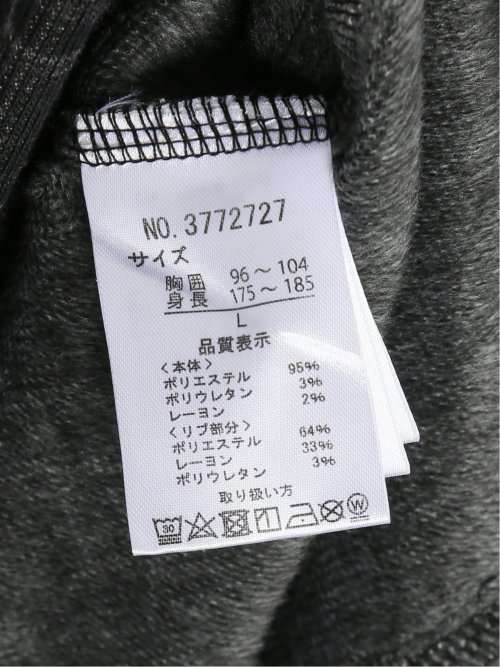 NO. 3772727
サイズ
胸囲 96～104
身長 175～185
L
品質表示
〈本体〉
ポリエステル 95%
ポリウレタン 3%
レーヨン 2%
〈リブ部分〉
ポリエステル 64%
レーヨン 33%
ポリウレタン 3%
取り扱い方
30 W